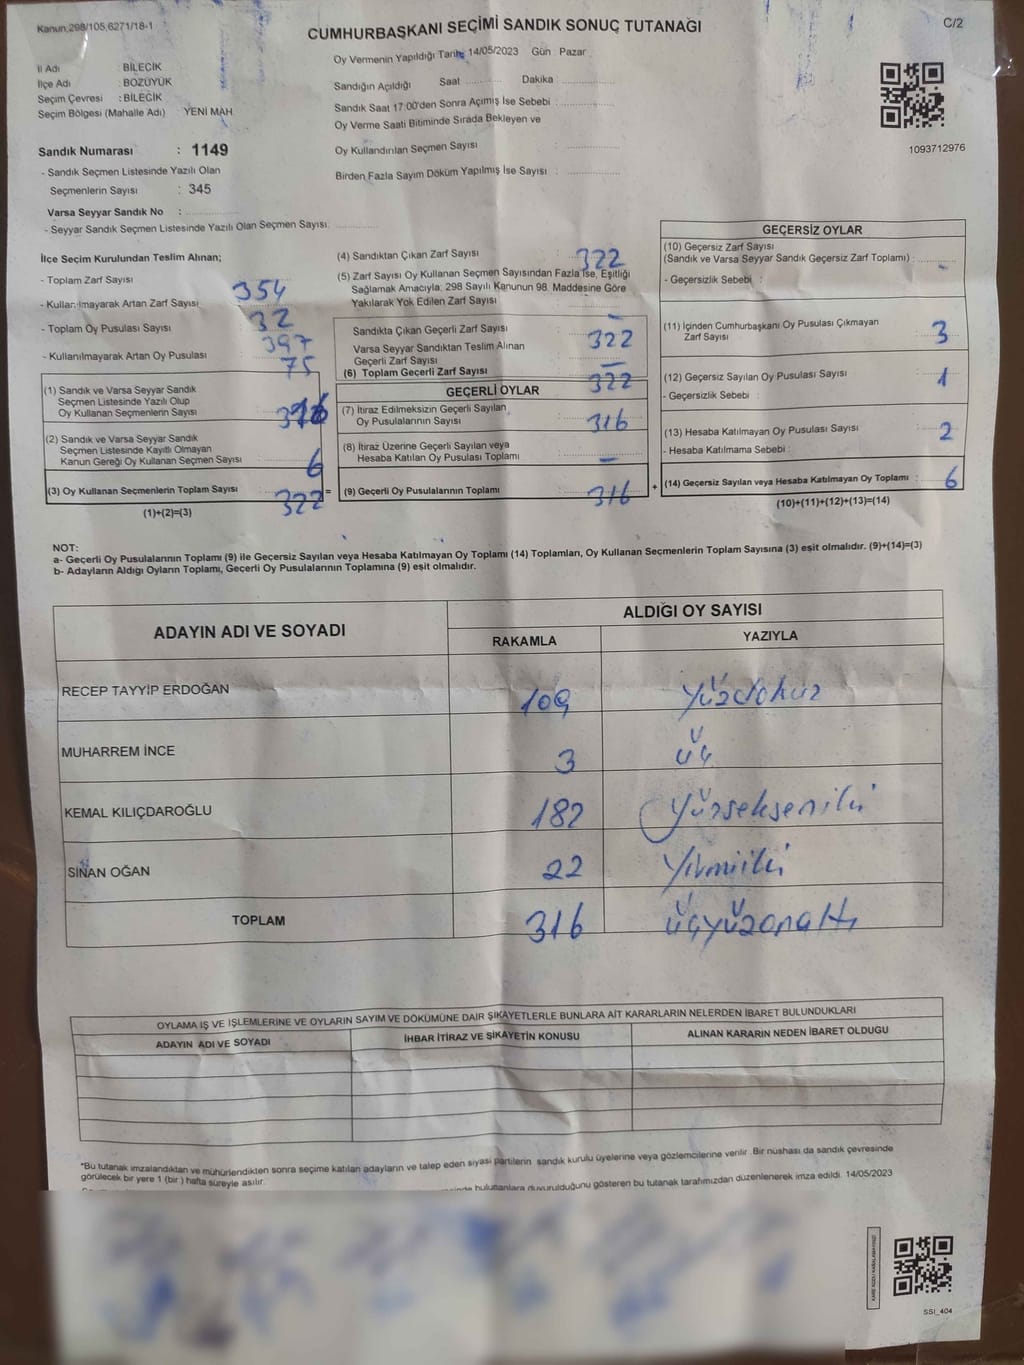 Kanun:298/105,6271/18-1
CUMHURBAŞKANI SEÇİMİ SANDIK SONUÇ TUTANAĞI
C/2
Oy Vermenin Yapıldığı Tarih: 14/05/2023 Gün : Pazar
İl Adı : BİLECİK
İlçe Adı : BOZÜYÜK
Seçim Çevresi : BİLECİK
Seçim Bölgesi (Mahalle Adı) YENİ MAH
Sandığın Açıldığı Saat Dakika
Sandık Saat 17:00'den Sonra Açımış İse Sebebi :
Oy Verme Saati Bitiminde Sırada Bekleyen ve
Oy Kullandırılan Seçmen Sayısı :
Birden Fazla Sayım Döküm Yapılmış İse Sayısı :
1093712976
Sandık Numarası : 1149
- Sandık Seçmen Listesinde Yazılı Olan
Seçmenlerin Sayısı : 345
Varsa Seyyar Sandık No :
- Seyyar Sandık Seçmen Listesinde Yazılı Olan Seçmen Sayısı:
İlçe Seçim Kurulundan Teslim Alınan;
- Toplam Zarf Sayısı 354
- Kullanılmayarak Artan Zarf Sayısı 32
- Toplam Oy Pusulası Sayısı 397
- Kullanılmayarak Artan Oy Pusulası 75
(1) Sandık ve Varsa Seyyar Sandık
Seçmen Listesinde Yazılı Olup
Oy Kullanan Seçmenlerin Sayısı 316
(2) Sandık ve Varsa Seyyar Sandık
Seçmen Listesinde Kayıtlı Olmayan
Kanun Gereği Oy Kullanan Seçmen Sayısı 6
(3) Oy Kullanan Seçmenlerin Toplam Sayısı 322 =
(1)+(2)=(3)
(4) Sandıktan Çıkan Zarf Sayısı : 322
(5) Zarf Sayısı Oy Kullanan Seçmen Sayısından Fazla İse, Eşitliği
Sağlamak Amacıyla; 298 Sayılı Kanunun 98. Maddesine Göre
Yakılarak Yok Edilen Zarf Sayısı : –
Sandıkta Çıkan Geçerli Zarf Sayısı : 322
Varsa Seyyar Sandıktan Teslim Alınan
Geçerli Zarf Sayısı : –
(6) Toplam Geçerli Zarf Sayısı : 322
GEÇERLİ OYLAR
(7) İtiraz Edilmeksizin Geçerli Sayılan
Oy Pusulalarının Sayısı : 316
(8) İtiraz Üzerine Geçerli Sayılan veya
Hesaba Katılan Oy Pusulası Toplamı : –
(9) Geçerli Oy Pusulalarının Toplamı : 316 +
GEÇERSİZ OYLAR
(10) Geçersiz Zarf Sayısı
(Sandık ve Varsa Seyyar Sandık Geçersiz Zarf Toplamı) : -
- Geçersizlik Sebebi :
(11) İçinden Cumhurbaşkanı Oy Pusulası Çıkmayan
Zarf Sayısı : 3
(12) Geçersiz Sayılan Oy Pusulası Sayısı : 1
- Geçersizlik Sebebi :
(13) Hesaba Katılmayan Oy Pusulası Sayısı : 2
- Hesaba Katılmama Sebebi :
(14) Geçersiz Sayılan veya Hesaba Katılmayan Oy Toplamı : 6
(10)+(11)+(12)+(13)=(14)
NOT:
a- Geçerli Oy Pusulalarının Toplamı (9) ile Geçersiz Sayılan veya Hesaba Katılmayan Oy Toplamı (14) Toplamları, Oy Kullanan Seçmenlerin Toplam Sayısına (3) eşit olmalıdır. (9)+(14)=(3)
b- Adayların Aldığı Oyların Toplamı, Geçerli Oy Pusulalarının Toplamına (9) eşit olmalıdır.
ADAYIN ADI VE SOYADI ALDIĞI OY SAYISI
RAKAMLA YAZIYLA
RECEP TAYYİP ERDOĞAN 109 Yüzdokuz
MUHARREM İNCE 3 üç
KEMAL KILIÇDAROĞLU 182 Yüzsekseniki
SİNAN OĞAN 22 Yirmiiki
TOPLAM 316 üçyüzonaltı
OYLAMA İŞ VE İŞLEMLERİNE VE OYLARIN SAYIM VE DÖKÜMÜNE DAİR ŞİKAYETLERLE BUNLARA AİT KARARLARIN NELERDEN İBARET BULUNDUKLARI
ADAYIN ADI VE SOYADI İHBAR İTİRAZ VE ŞİKAYETİN KONUSU ALINAN KARARIN NEDEN İBARET OLDUGU
*Bu tutanak imzalandıktan ve mühürlendikten sonra seçime katılan adayların ve talep eden siyasi partilerin sandık kurulu üyelerine veya gözlemcilerine verilir. Bir nüshası da sandık çevresinde
görülecek bir yere 1 (bir) hafta süreyle asılır.
bulunanlara duyurulduğunu gösteren bu tutanak tarafımızdan düzenlenerek imza edildi. 14/05/2023
SSI_404